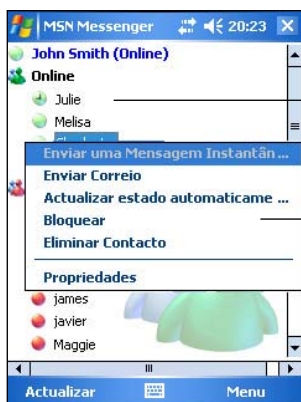 MSN Messenger 20:23
John Smith (Online)
Online
Julie
Melisa
Enviar uma Mensagem Instantân ...
Enviar Correio
Actualizar estado automaticame ...
Bloquear
Eliminar Contacto
Propriedades
james
javier
Maggie
Actualizar Menu